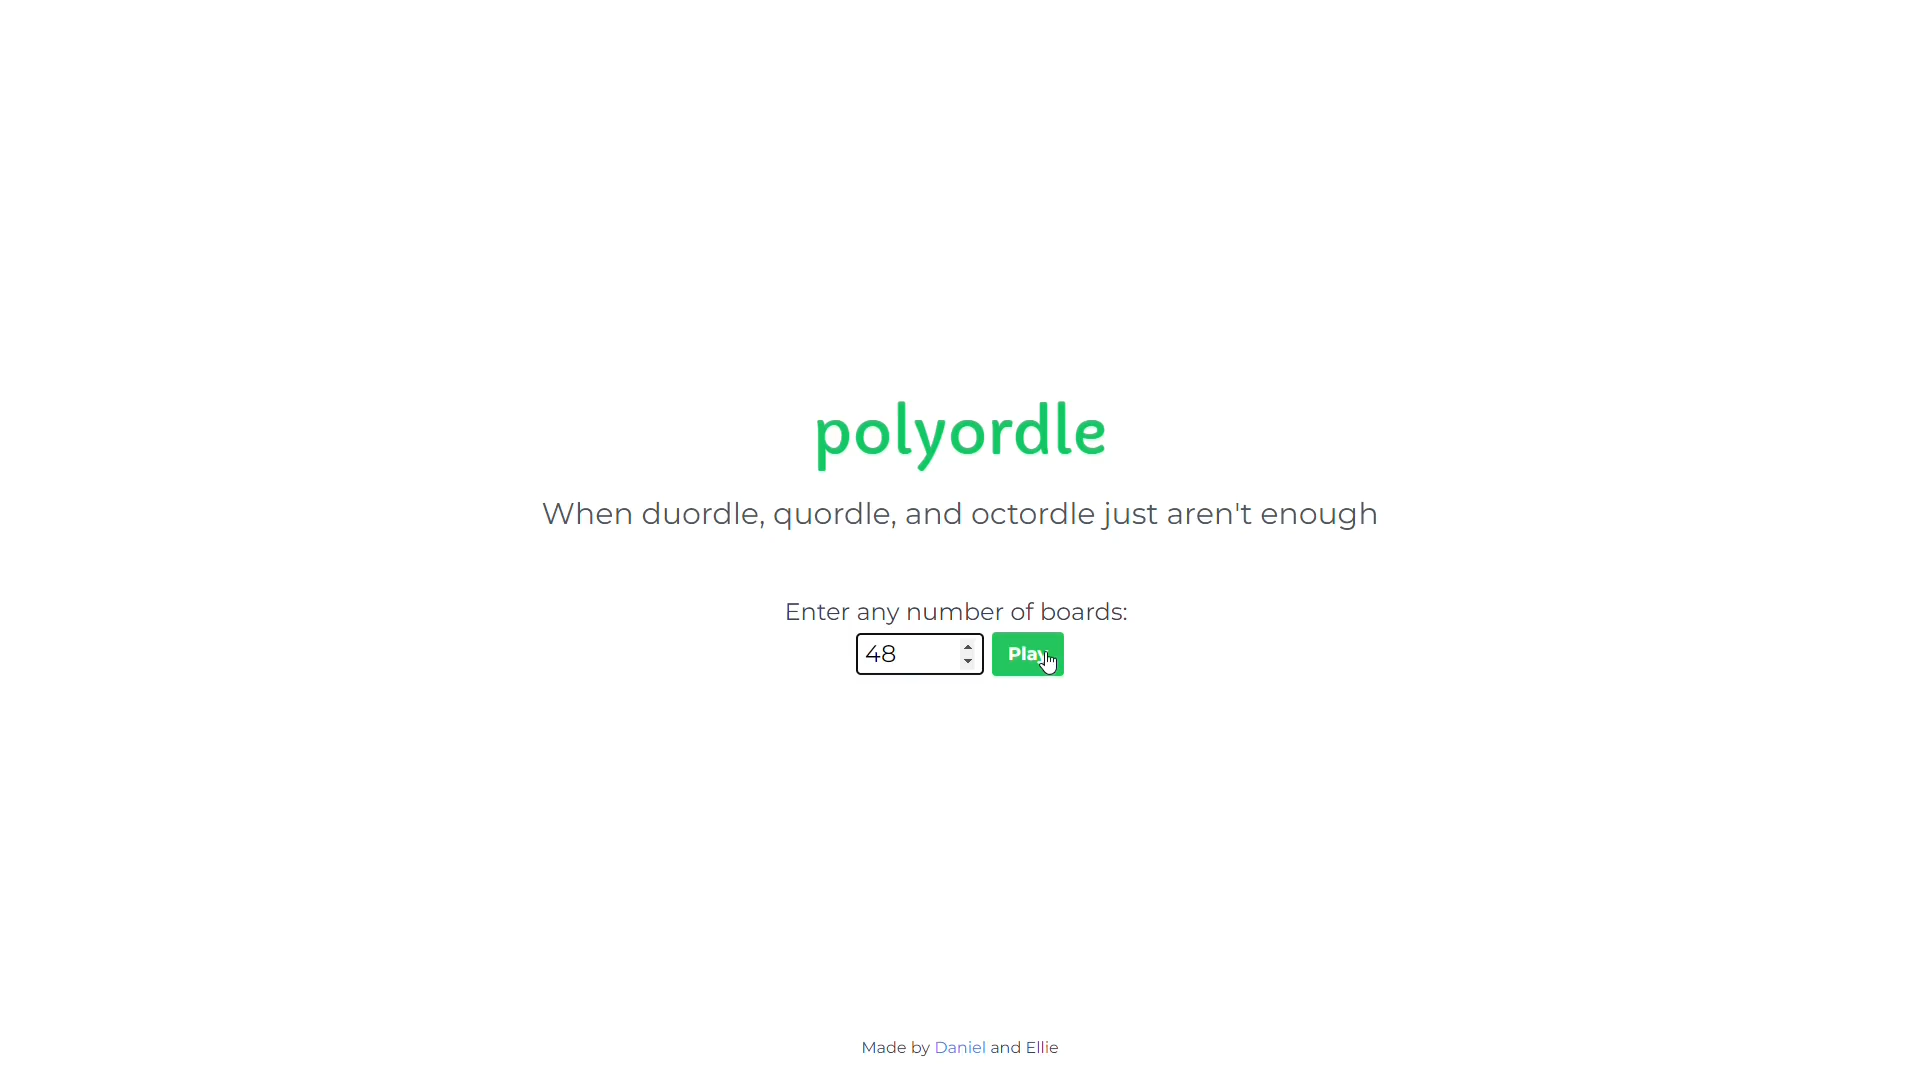 polyordle
When duordle, quordle, and octordle just aren't enough
Enter any number of boards:
48 Play
Made by Daniel and Ellie